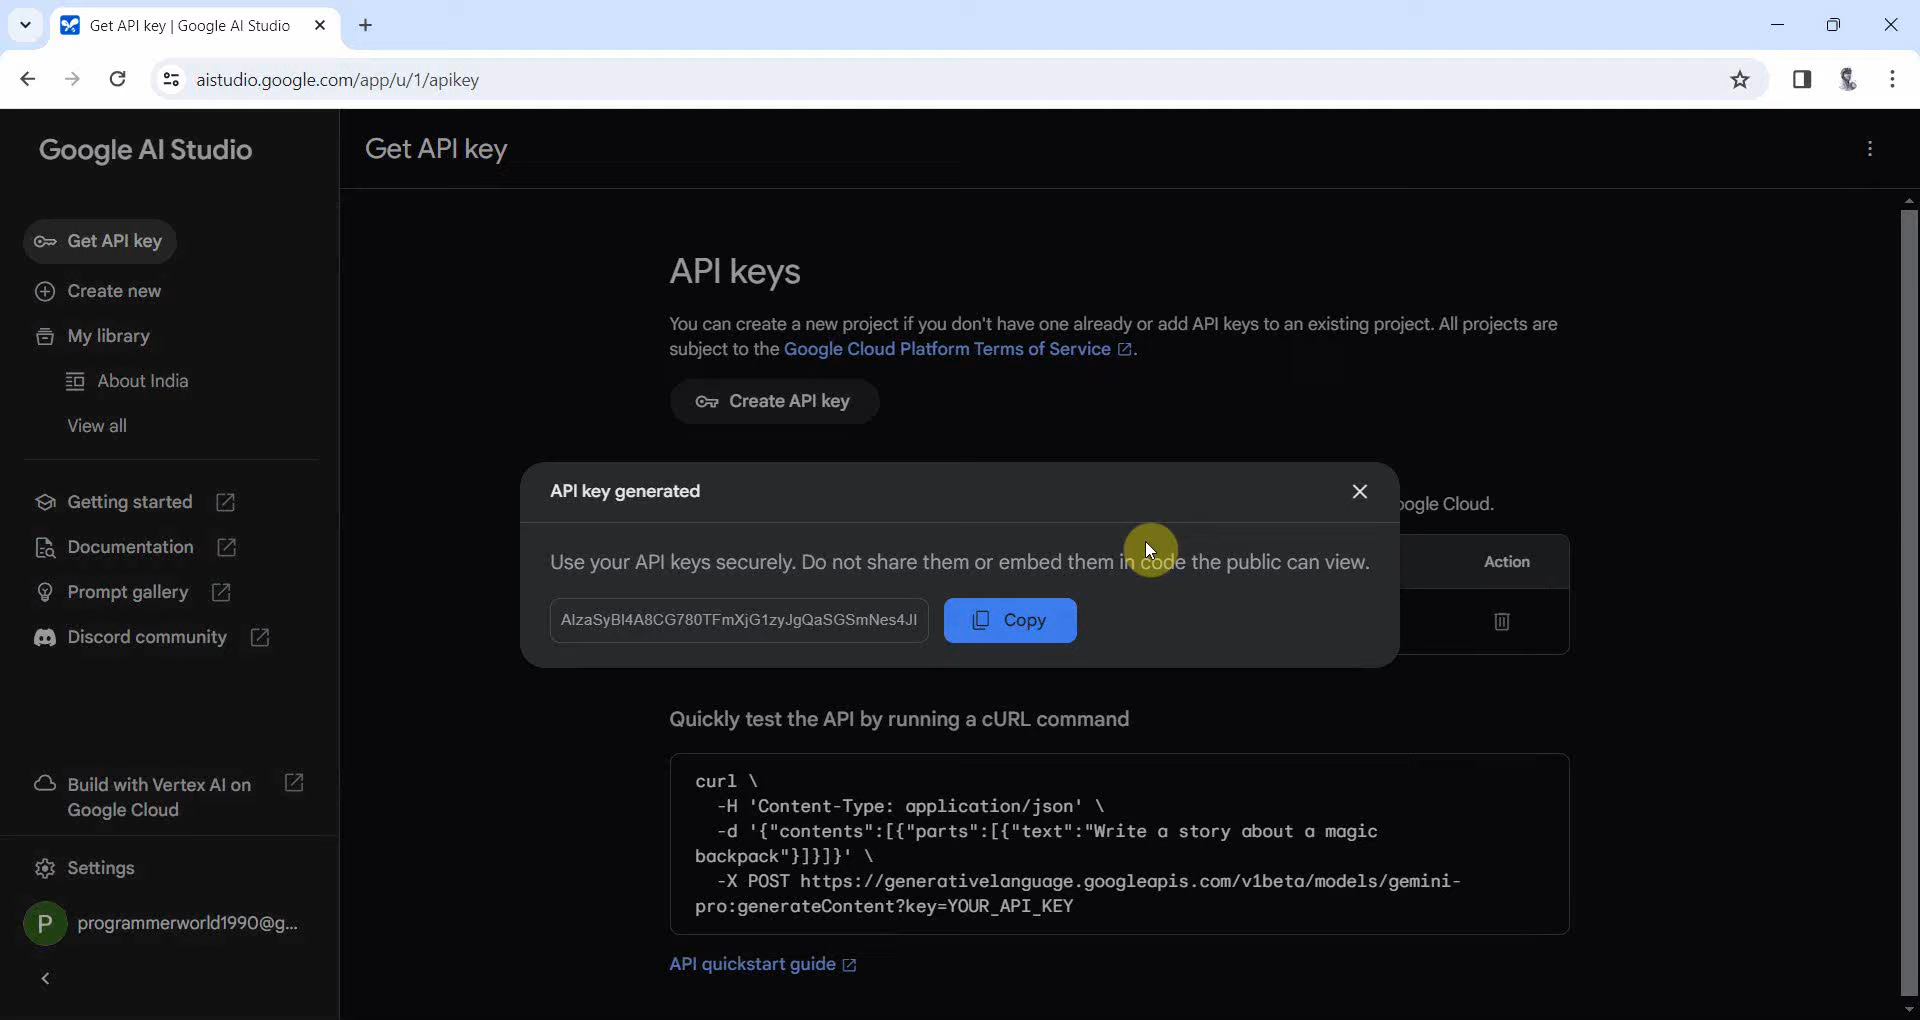 Get API key | Google AI Studio
aistudio.google.com/app/u/1/apikey
Google AI Studio
Get API key
Get API key
Create new
My library
About India
View all
Getting started
Documentation
Prompt gallery
Discord community
Build with Vertex AI on
Google Cloud
Settings
P
programmerworld1990@g...
API keys
You can create a new project if you don't have one already or add API keys to an existing project. All projects are
subject to the Google Cloud Platform Terms of Service.
Create API key
oogle Cloud.
Action
API key generated
Use your API keys securely. Do not share them or embed them in code the public can view.
AIzaSyBI4A8CG780TFmXjG1zyJgQaSGSmNes4JI
Copy
Quickly test the API by running a cURL command
curl \
-H 'Content-Type: application/json' \
-d '{"contents":[{"parts":[{"text":"Write a story about a magic
backpack"}]}]}' \
-X POST https://generativelanguage.googleapis.com/v1beta/models/gemini-
pro:generateContent?key=YOUR_API_KEY
API quickstart guide